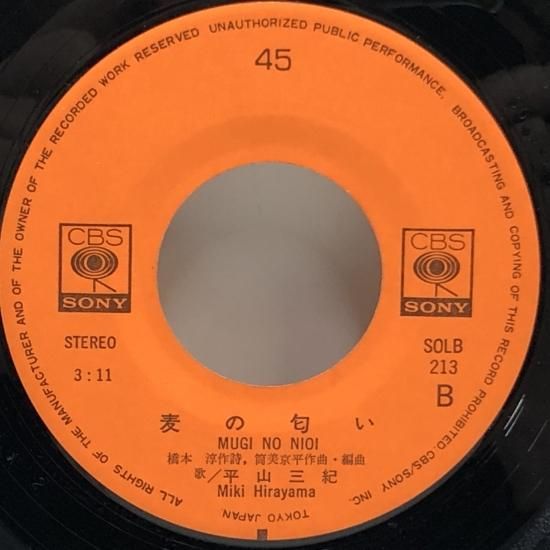 ALL RIGHTS OF THE MANUFACTURER AND OF THE OWNER OF THE RECORDED WORK RESERVED UNAUTHORIZED PUBLIC PERFORMANCE, BROADCASTING AND COPYING OF THIS RECORD PROHIBITED CBS/SONY INC. TOKYO JAPAN.
45
CBS
SONY
CBS
SONY
STEREO
3:11
SOLB
213
B
麦の匂い
MUGI NO NIOI
橋本 淳作詩, 筒美京平作曲・編曲
歌/平山三紀
Miki Hirayama